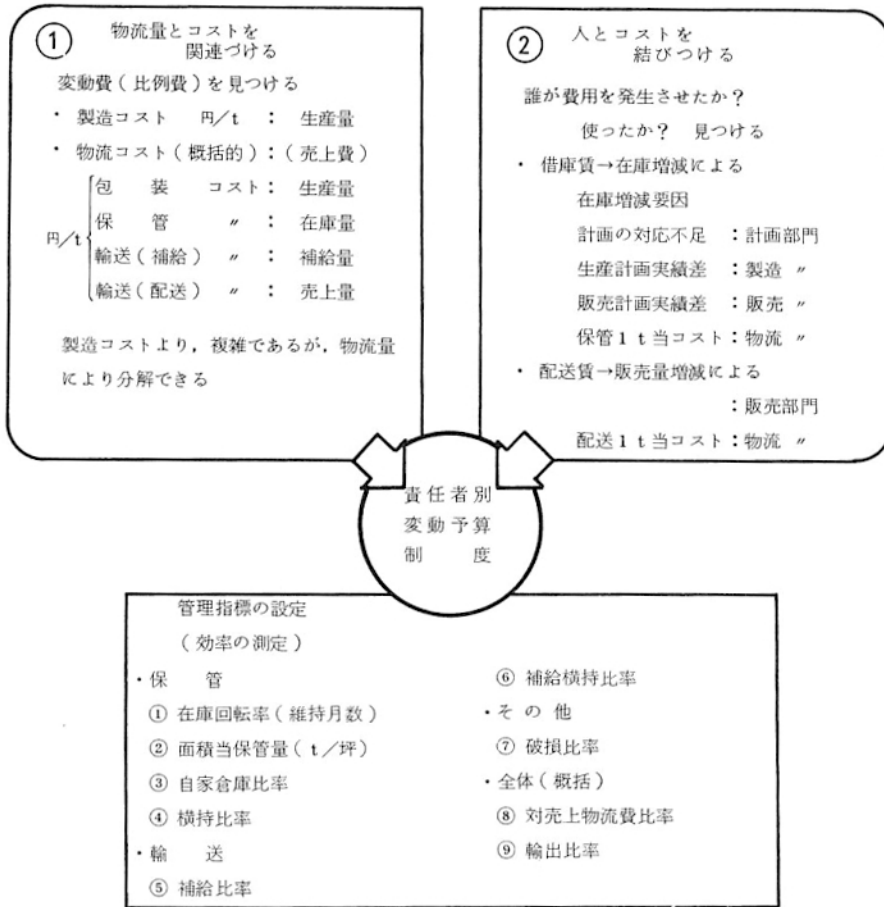 ① 物流量とコストを
関連づける
変動費(比例費)を見つける
・ 製造コスト 円/t : 生産量
・ 物流コスト(概括的):(売上費)
円/t
包 装 コスト: 生産量
保 管 〃 : 在庫量
輸送(補給) 〃 : 補給量
輸送(配送) 〃 : 売上量
製造コストより,複雑であるが,物流量
により分解できる
② 人とコストを
結びつける
誰が費用を発生させたか?
使ったか? 見つける
・ 借庫賃→在庫増減による
在庫増減要因
計画の対応不足 :計画部門
生産計画実績差 :製造 〃
販売計画実績差 :販売 〃
保管1t当コスト:物流 〃
・ 配送賃→販売量増減による
:販売部門
配送1t当コスト:物流 〃
責任者別
変動予算
制 度
管理指標の設定
(効率の測定)
・保 管
① 在庫回転率(維持月数)
② 面積当保管量(t/坪)
③ 自家倉庫比率
④ 横持比率
・輸 送
⑤ 補給比率
⑥ 補給横持比率
・そ の 他
⑦ 破損比率
・全体(概括)
⑧ 対売上物流費比率
⑨ 輸出比率